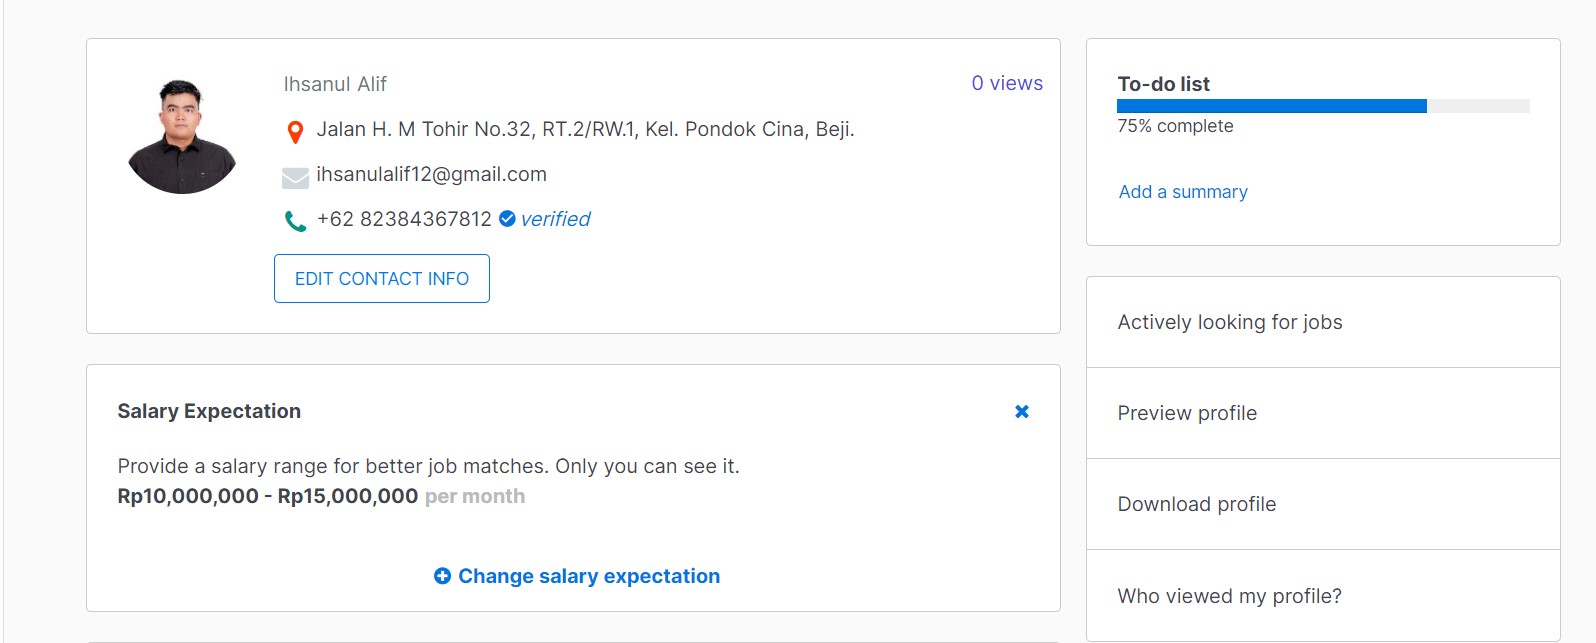 Ihsanul Alif
0 views
Jalan H. M Tohir No.32, RT.2/RW.1, Kel. Pondok Cina, Beji.
ihsanulalif12@gmail.com
+62 82384367812 verified
EDIT CONTACT INFO
Salary Expectation
Provide a salary range for better job matches. Only you can see it.
Rp10,000,000 - Rp15,000,000 per month
Change salary expectation
To-do list
75% complete
Add a summary
Actively looking for jobs
Preview profile
Download profile
Who viewed my profile?